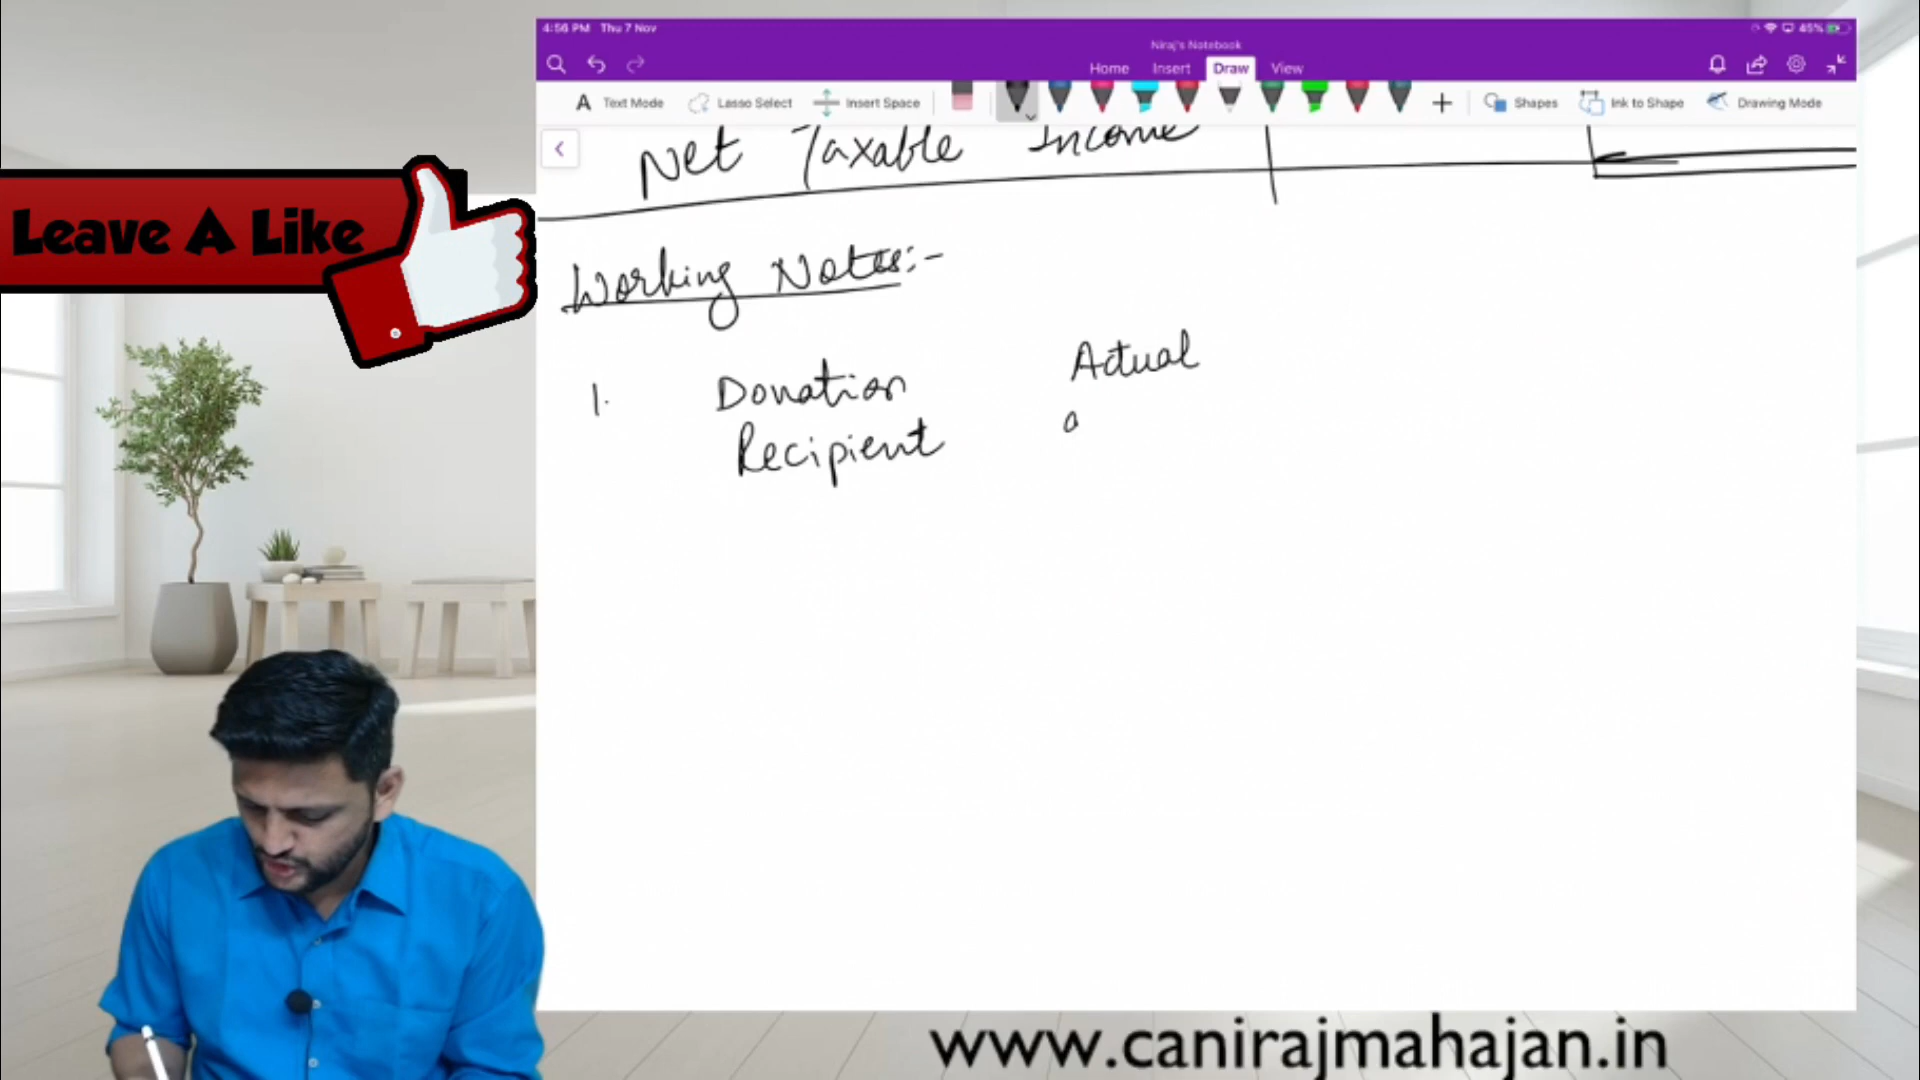 4:56 PM Thu 7 Nov
45%
Niraj's Notebook
Home Insert Draw View
A Text Mode Lasso Select Insert Space Shapes Ink to Shape Drawing Mode
Net Taxable Income
Leave A Like
Working Notes:-
1. Donation Actual
Recipient a
www.canirajmahajan.in